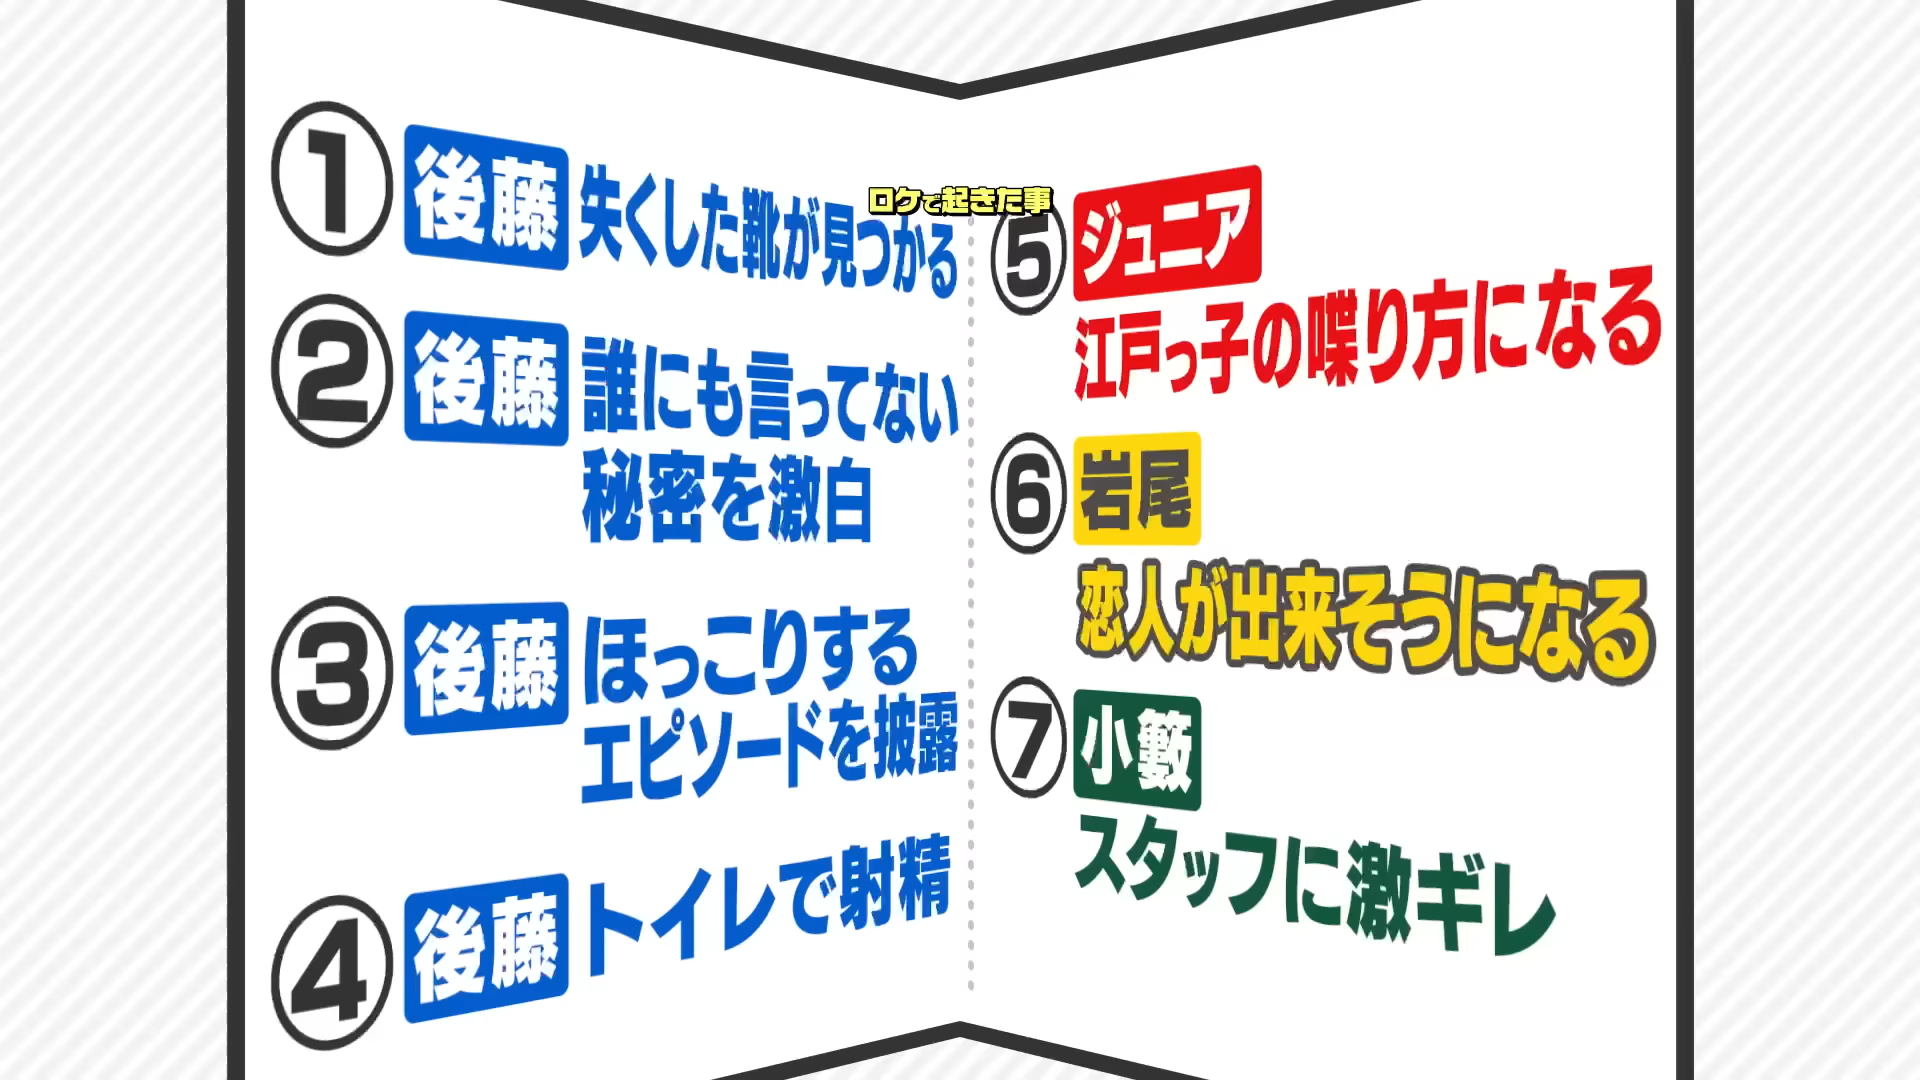 ロケで起きた事
① 後藤 失くした靴が見つかる
② 後藤 誰にも言ってない
秘密を激白
③ 後藤 ほっこりする
エピソードを披露
④ 後藤 トイレで射精
⑤ ジュニア
江戸っ子の喋り方になる
⑥ 岩尾
恋人が出来そうになる
⑦ 小籔
スタッフに激ギレ